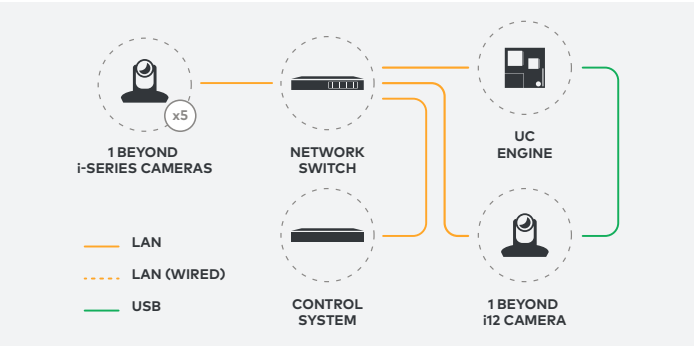 x5
1 BEYOND
i-SERIES CAMERAS
NETWORK
SWITCH
UC
ENGINE
LAN
LAN (WIRED)
USB
CONTROL
SYSTEM
1 BEYOND
i12 CAMERA